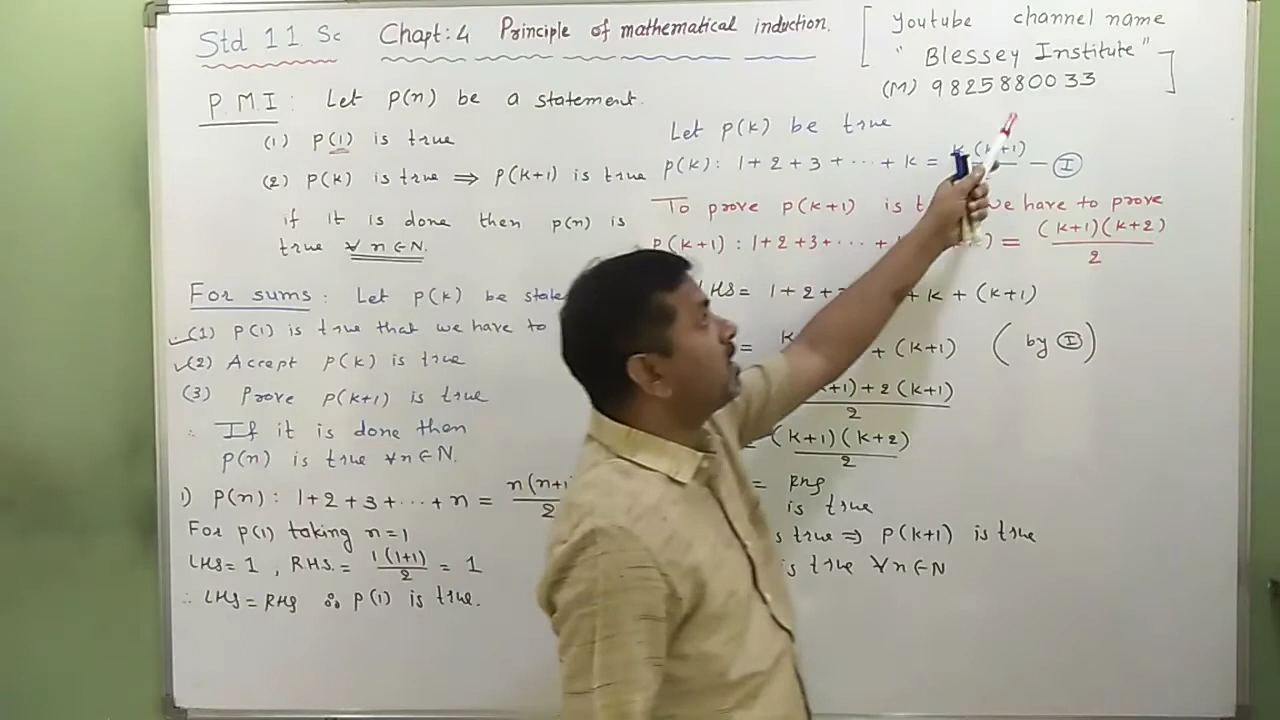 Std 11 Sc Chapt: 4 Principle of mathematical induction.
[ Youtube channel name
" Blessey Institute "
(M) 9825880033 ]
P.M.I : Let P(n) be a statement.
(1) P(1) is true
(2) P(k) is true ⇒ P(k+1) is true
if it is done then p(n) is
true ∀ n ∈ N.
For sums : Let P(k) be
(1) P(1) is true that we have to
(2) Accept P(k) is true
(3) Prove P(k+1) is true
∴ If it is done then
P(n) is true ∀n∈N.
1) P(n) : 1+2+3+...+n = n(n+1 / 2
For p(1) taking n=1
LHS = 1 , RHS. = 1(1+1)/2 = 1
∴ LHS = RHS ∴ P(1) is true.
Let P(k) be true
P(k) : 1+2+3+...+k = k(k+1) — (I)
To prove P(k+1) is we have to prove
P(k+1) : 1+2+3+...+ ) = (k+1)(k+2)/2
LHS = 1+2+ + k + (k+1)
= + (k+1) (by (I))
+1) + 2(k+1) / 2
(k+1)(k+2)/2
= RHS
is true
is true ⇒ P(k+1) is true
is true ∀n∈N